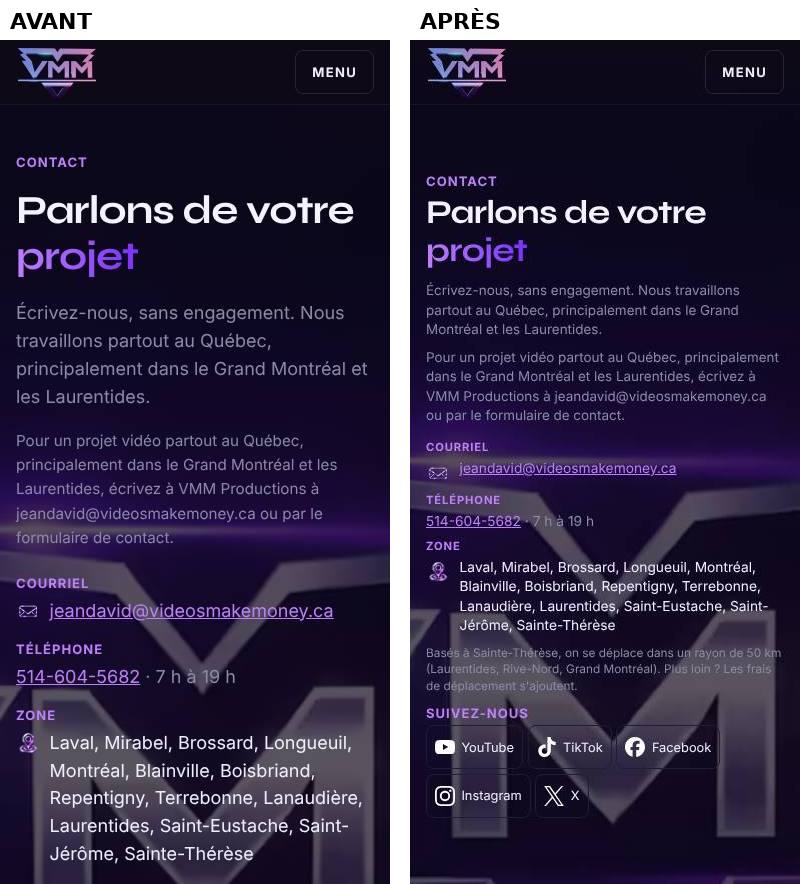 AVANT
VMM
MENU
CONTACT
Parlons de votre
projet
Écrivez-nous, sans engagement. Nous
travaillons partout au Québec,
principalement dans le Grand Montréal et
les Laurentides.
Pour un projet vidéo partout au Québec,
principalement dans le Grand Montréal et les
Laurentides, écrivez à VMM Productions à
jeandavid@videosmakemoney.ca ou par le
formulaire de contact.
COURRIEL
jeandavid@videosmakemoney.ca
TÉLÉPHONE
514-604-5682 · 7 h à 19 h
ZONE
Laval, Mirabel, Brossard, Longueuil,
Montréal, Blainville, Boisbriand,
Repentigny, Terrebonne, Lanaudière,
Laurentides, Saint-Eustache, Saint-
Jérôme, Sainte-Thérèse
APRÈS
VMM
MENU
CONTACT
Parlons de votre
projet
Écrivez-nous, sans engagement. Nous travaillons
partout au Québec, principalement dans le Grand
Montréal et les Laurentides.
Pour un projet vidéo partout au Québec, principalement
dans le Grand Montréal et les Laurentides, écrivez à
VMM Productions à jeandavid@videosmakemoney.ca
ou par le formulaire de contact.
COURRIEL
jeandavid@videosmakemoney.ca
TÉLÉPHONE
514-604-5682 · 7 h à 19 h
ZONE
Laval, Mirabel, Brossard, Longueuil, Montréal,
Blainville, Boisbriand, Repentigny, Terrebonne,
Lanaudière, Laurentides, Saint-Eustache, Saint-
Jérôme, Sainte-Thérèse
Basés à Sainte-Thérèse, on se déplace dans un rayon de 50 km
(Laurentides, Rive-Nord, Grand Montréal). Plus loin ? Les frais
de déplacement s'ajoutent.
SUIVEZ-NOUS
YouTube
TikTok
Facebook
Instagram
X